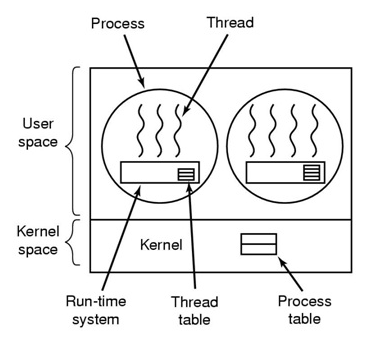 Process
Thread
User
space
Kernel
space
Kernel
Run-time
system
Thread
table
Process
table